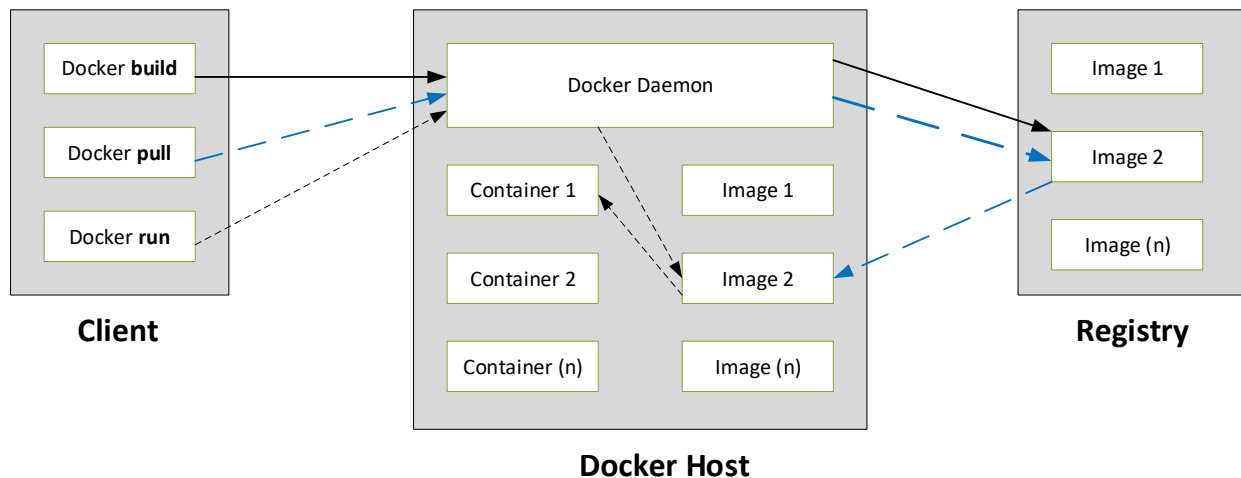 Docker build
Docker pull
Docker run
Client
Docker Daemon
Container 1
Image 1
Container 2
Image 2
Container (n)
Image (n)
Docker Host
Image 1
Image 2
Image (n)
Registry